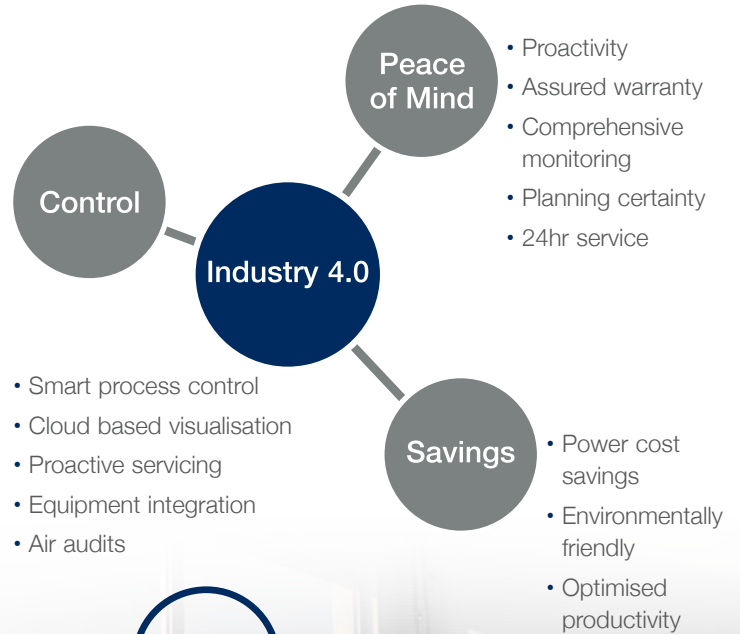 Peace
of Mind
• Proactivity
• Assured warranty
• Comprehensive
monitoring
• Planning certainty
• 24hr service
Control
Industry 4.0
• Smart process control
• Cloud based visualisation
• Proactive servicing
• Equipment integration
• Air audits
Savings
• Power cost
savings
• Environmentally
friendly
• Optimised
productivity